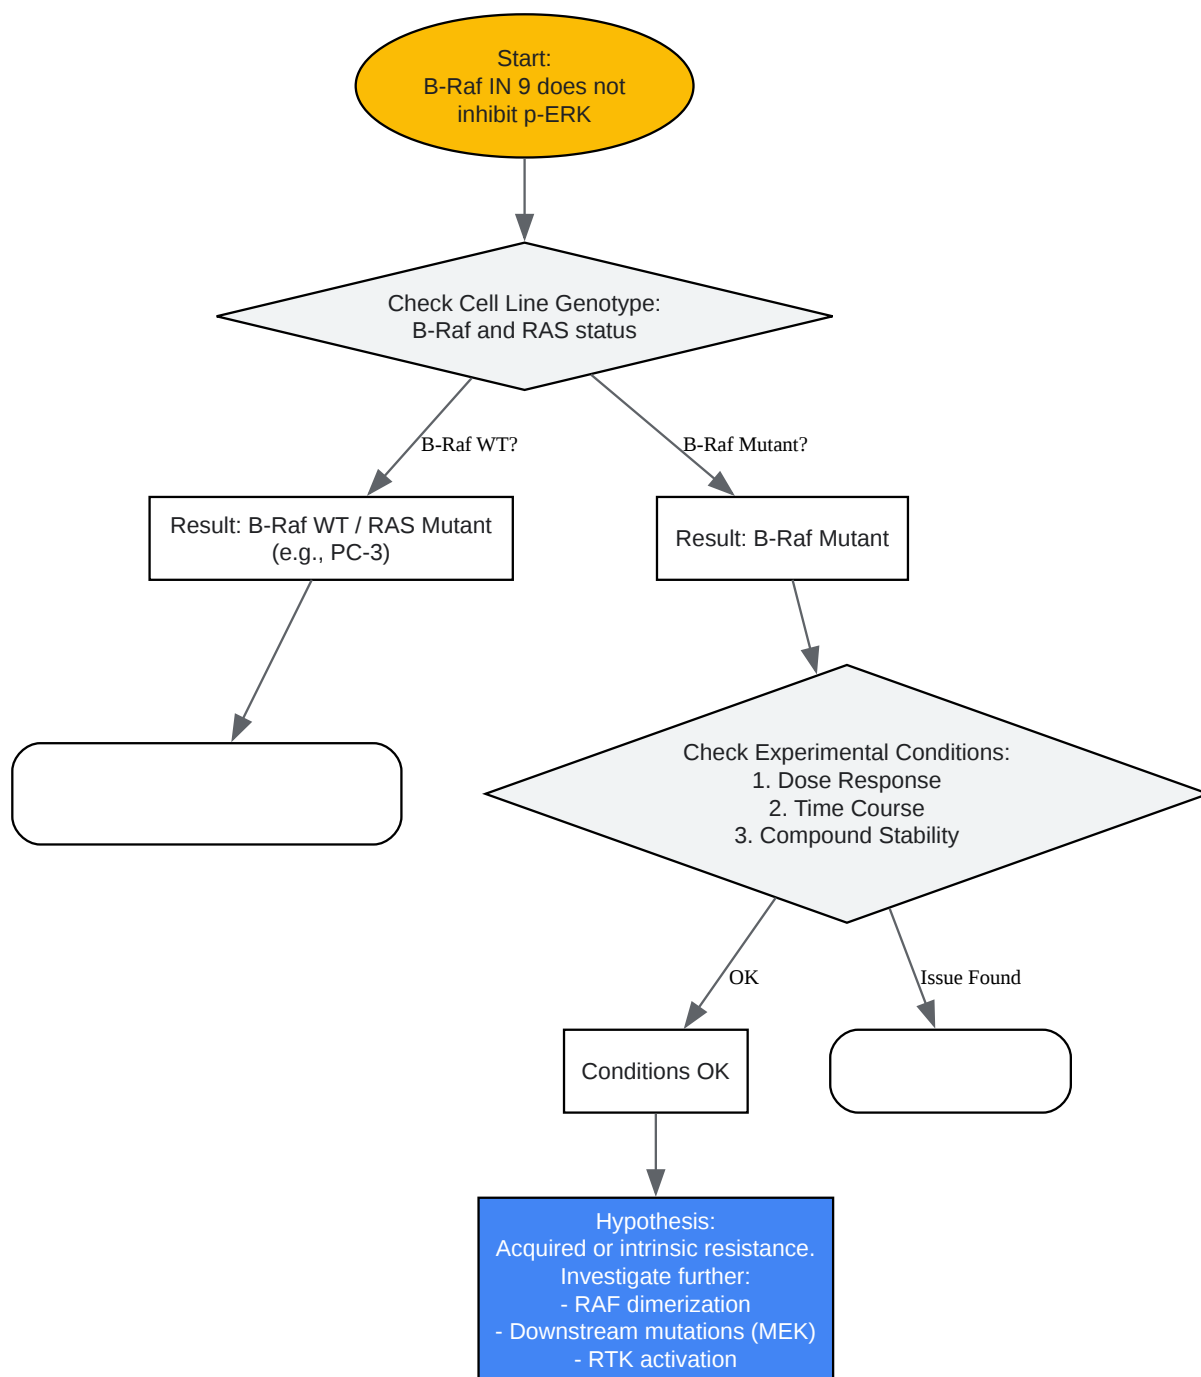 Start:
B-Raf IN 9 does not
inhibit p-ERK
Check Cell Line Genotype:
B-Raf and RAS status
B-Raf WT?
B-Raf Mutant?
Result: B-Raf WT / RAS Mutant
(e.g., PC-3)
Result: B-Raf Mutant
Check Experimental Conditions:
1. Dose Response
2. Time Course
3. Compound Stability
OK
Issue Found
Conditions OK
Hypothesis:
Acquired or intrinsic resistance.
Investigate further:
- RAF dimerization
- Downstream mutations (MEK)
- RTK activation